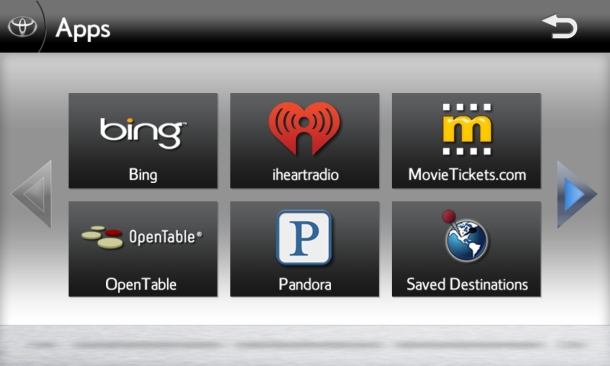 Apps
bing
Bing
iheartradio
m
MovieTickets.com
OpenTable®
OpenTable
P
Pandora
Saved Destinations